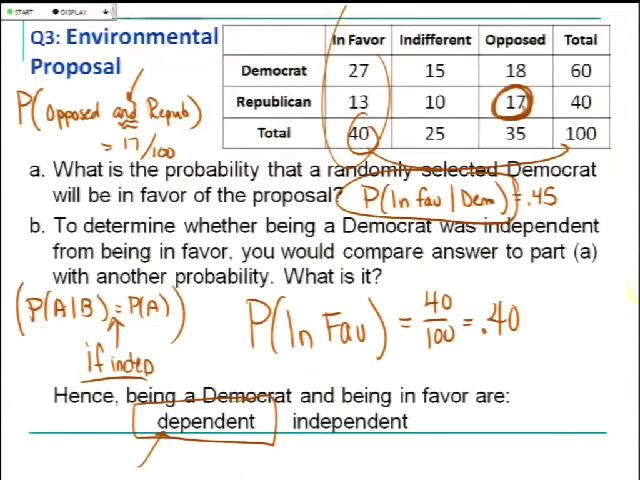 START DISPLAY
Q3: Environmental Proposal
In Favor Indifferent Opposed Total
Democrat 27 15 18 60
Republican 13 10 17 40
Total 40 25 35 100
P(Opposed and Repub)
= 17/100
a. What is the probability that a randomly selected Democrat
will be in favor of the proposal? P(In fav | Dem) = .45
b. To determine whether being a Democrat was independent
from being in favor, you would compare answer to part (a)
with another probability. What is it?
(P(A|B) = P(A))
if indep
P(In Fav) = 40/100 = .40
Hence, being a Democrat and being in favor are:
dependent independent